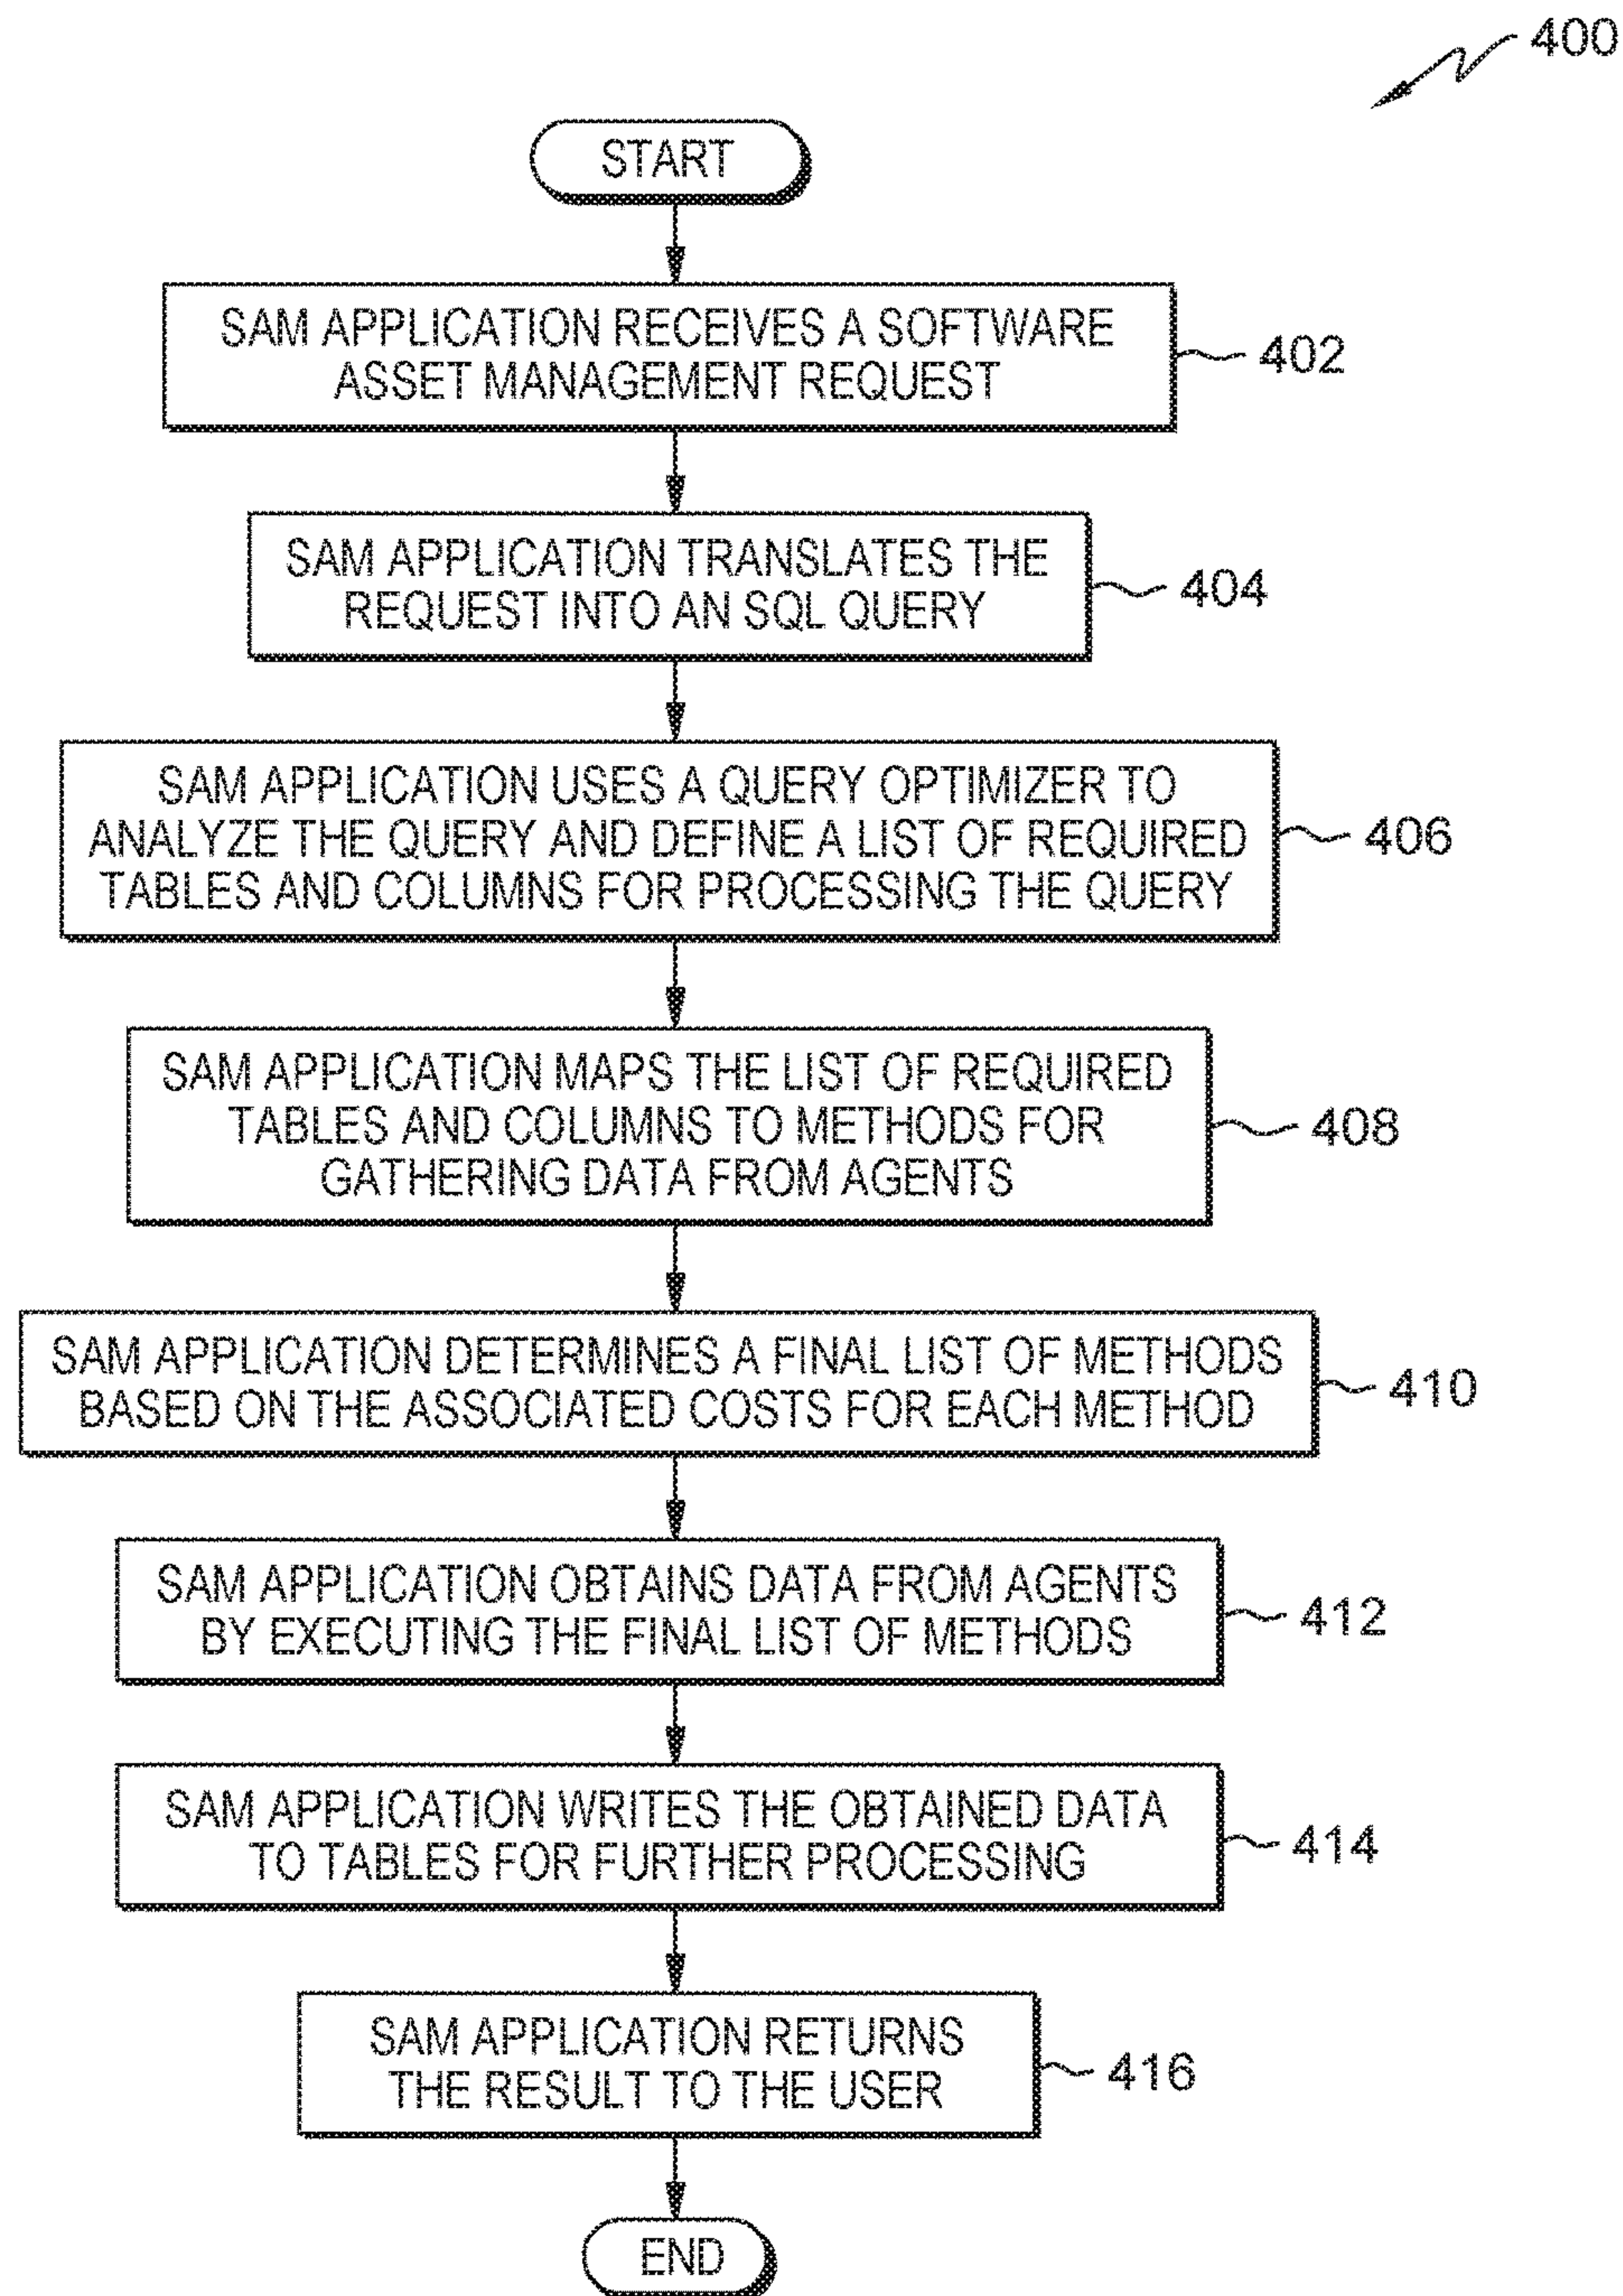 400
START
SAM APPLICATION RECEIVES A SOFTWARE
ASSET MANAGEMENT REQUEST
402
SAM APPLICATION TRANSLATES THE
REQUEST INTO AN SQL QUERY
404
SAM APPLICATION USES A QUERY OPTIMIZER TO
ANALYZE THE QUERY AND DEFINE A LIST OF REQUIRED
TABLES AND COLUMNS FOR PROCESSING THE QUERY
406
SAM APPLICATION MAPS THE LIST OF REQUIRED
TABLES AND COLUMNS TO METHODS FOR
GATHERING DATA FROM AGENTS
408
SAM APPLICATION DETERMINES A FINAL LIST OF METHODS
BASED ON THE ASSOCIATED COSTS FOR EACH METHOD
410
SAM APPLICATION OBTAINS DATA FROM AGENTS
BY EXECUTING THE FINAL LIST OF METHODS
412
SAM APPLICATION WRITES THE OBTAINED DATA
TO TABLES FOR FURTHER PROCESSING
414
SAM APPLICATION RETURNS
THE RESULT TO THE USER
416
END